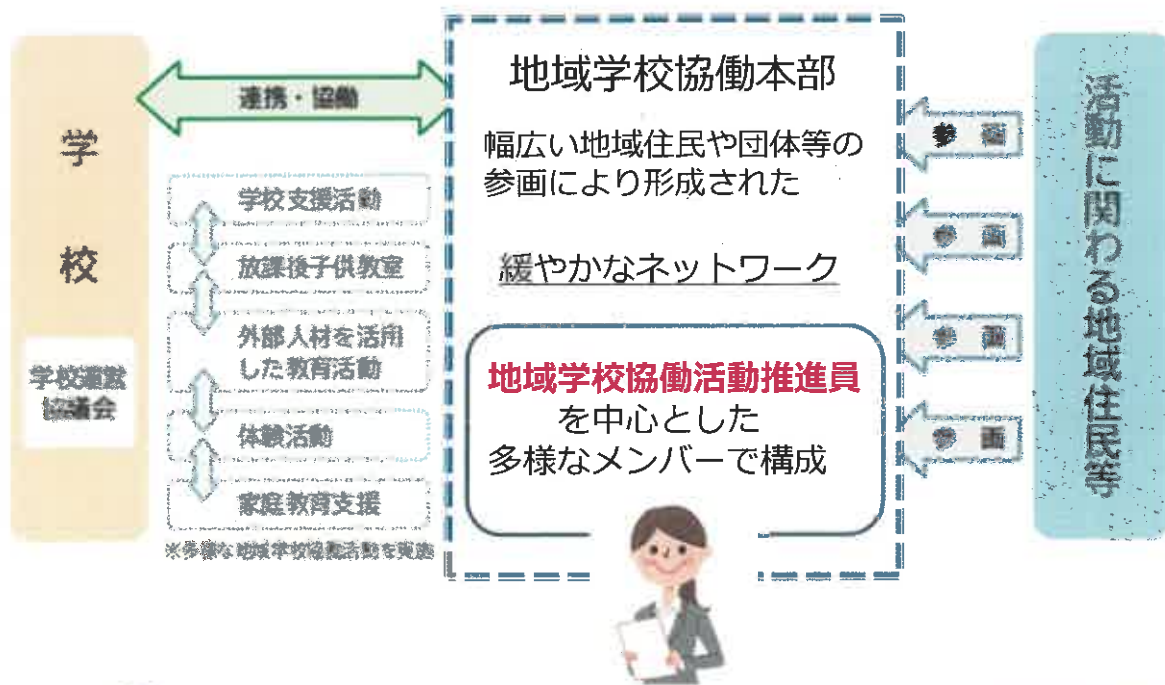 学校
学校運営
協議会
連携・協働
学校支援活動
放課後子供教室
外部人材を活用
した教育活動
体験活動
家庭教育支援
※多様な地域学校協働活動を実施
地域学校協働本部
幅広い地域住民や団体等の
参画により形成された
緩やかなネットワーク
地域学校協働活動推進員
を中心とした
多様なメンバーで構成
参画
参画
参画
参画
活動に関わる地域住民等